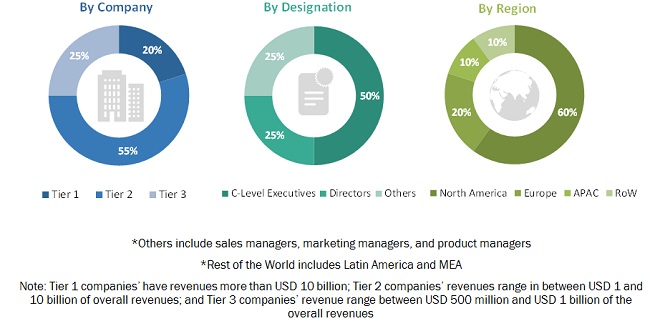 By Company
By Designation
By Region
25%
20%
55%
25%
50%
25%
10%
10%
20%
60%
Tier 1
Tier 2
Tier 3
C-Level Executives
Directors
Others
North America
Europe
APAC
RoW
*Others include sales managers, marketing managers, and product managers
*Rest of the World includes Latin America and MEA
Note: Tier 1 companies’ have revenues more than USD 10 billion; Tier 2 companies’ revenues range in between USD 1 and
10 billion of overall revenues; and Tier 3 companies’ revenue range between USD 500 million and USD 1 billion of the
overall revenues